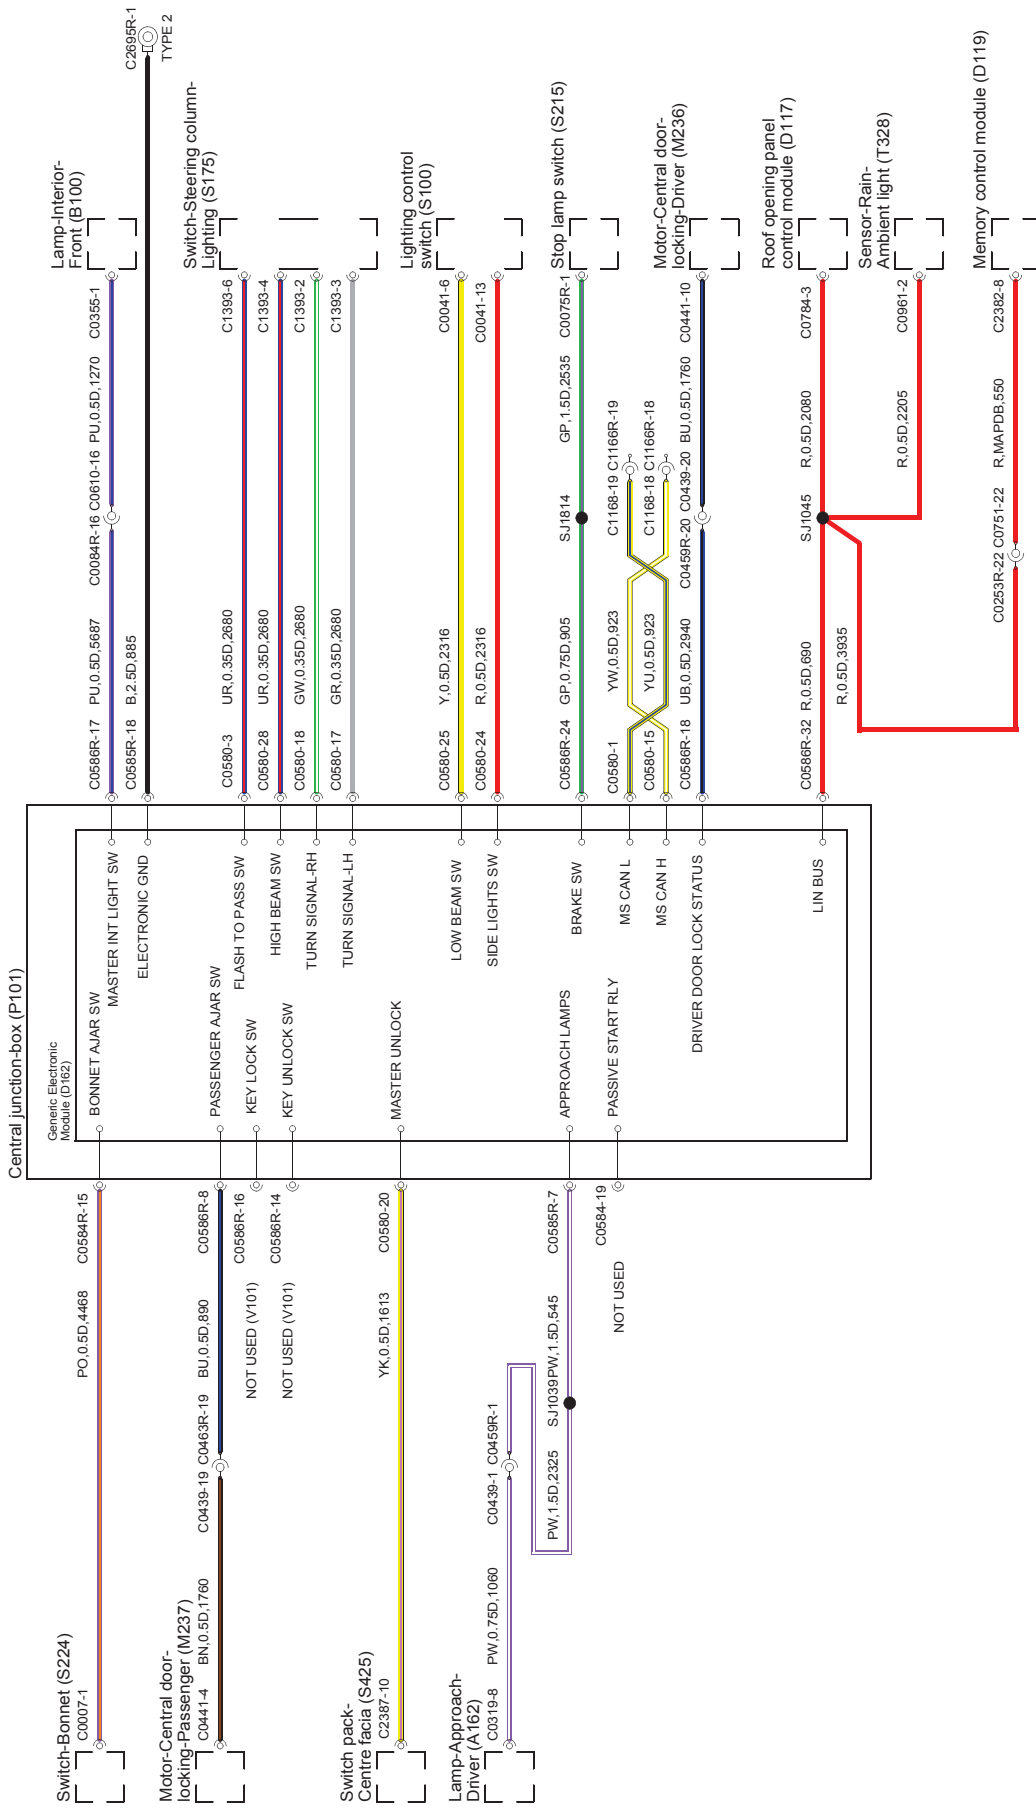 Central junction-box (P101)
Generic Electronic
Module (D162)
Switch-Bonnet (S224)
C0007-1
PO,0.5D,4468
C0584R-15
BONNET AJAR SW
Motor-Central door-
locking-Passenger (M237)
C0441-4
BN,0.5D,1760
C0439-19
C0463R-19
BU,0.5D,890
C0586R-8
PASSENGER AJAR SW
NOT USED (V101)
C0586R-16
KEY LOCK SW
NOT USED (V101)
C0586R-14
KEY UNLOCK SW
Switch pack-
Centre facia (S425)
C2387-10
YK,0.5D,1613
C0580-20
MASTER UNLOCK
Lamp-Approach-
Driver (A162)
C0319-8
PW,0.75D,1060
C0439-1
C0459R-1
PW,1.5D,2325
SJ1039
PW,1.5D,545
C0585R-7
APPROACH LAMPS
NOT USED
C0584-19
PASSIVE START RLY
MASTER INT LIGHT SW
C0586R-17
PU,0.5D,5687
C0084R-16
C0610-16
PU,0.5D,1270
C0355-1
Lamp-Interior-
Front (B100)
ELECTRONIC GND
C0585R-18
B,2.5D,885
C2695R-1
TYPE 2
FLASH TO PASS SW
C0580-3
UR,0.35D,2680
C1393-6
HIGH BEAM SW
C0580-28
UR,0.35D,2680
C1393-4
TURN SIGNAL-RH
C0580-18
GW,0.35D,2680
C1393-2
TURN SIGNAL-LH
C0580-17
GR,0.35D,2680
C1393-3
Switch-Steering column-
Lighting (S175)
LOW BEAM SW
C0580-25
Y,0.5D,2316
C0041-6
SIDE LIGHTS SW
C0580-24
R,0.5D,2316
C0041-13
Lighting control
switch (S100)
BRAKE SW
C0586R-24
GP,0.75D,905
SJ1814
GP,1.5D,2535
C0075R-1
Stop lamp switch (S215)
MS CAN L
C0580-1
YW,0.5D,923
C1168-19
C1166R-19
MS CAN H
C0580-15
YU,0.5D,923
C1168-18
C1166R-18
DRIVER DOOR LOCK STATUS
C0586R-18
UB,0.5D,2940
C0459R-20
C0439-20
BU,0.5D,1760
C0441-10
Motor-Central door-
locking-Driver (M236)
LIN BUS
C0586R-32
R,0.5D,690
SJ1045
R,0.5D,2080
C0784-3
Roof opening panel
control module (D117)
R,0.5D,2205
C0961-2
Sensor-Rain-
Ambient light (T328)
R,0.5D,3935
C0253R-22
C0751-22
R,MAPDB,550
C2382-8
Memory control module (D119)